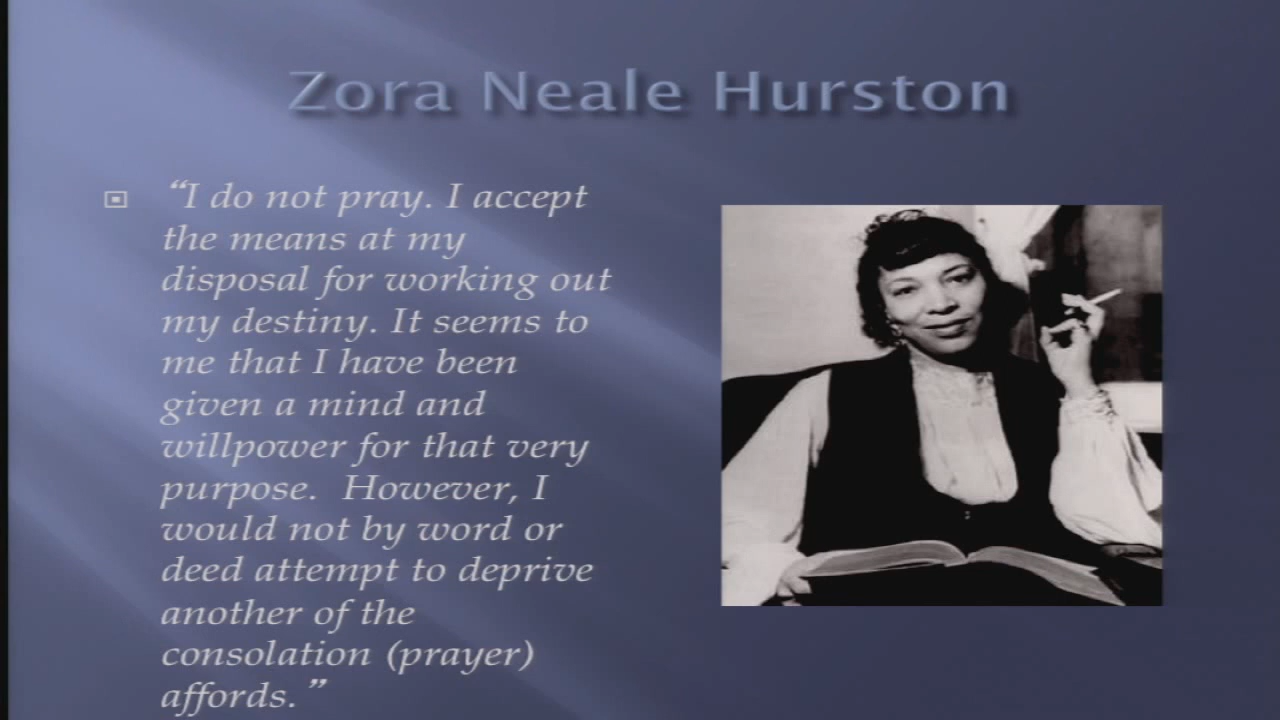 Zora Neale Hurston
“I do not pray. I accept
the means at my
disposal for working out
my destiny. It seems to
me that I have been
given a mind and
willpower for that very
purpose.  However, I
would not by word or
deed attempt to deprive
another of the
consolation (prayer)
affords.”